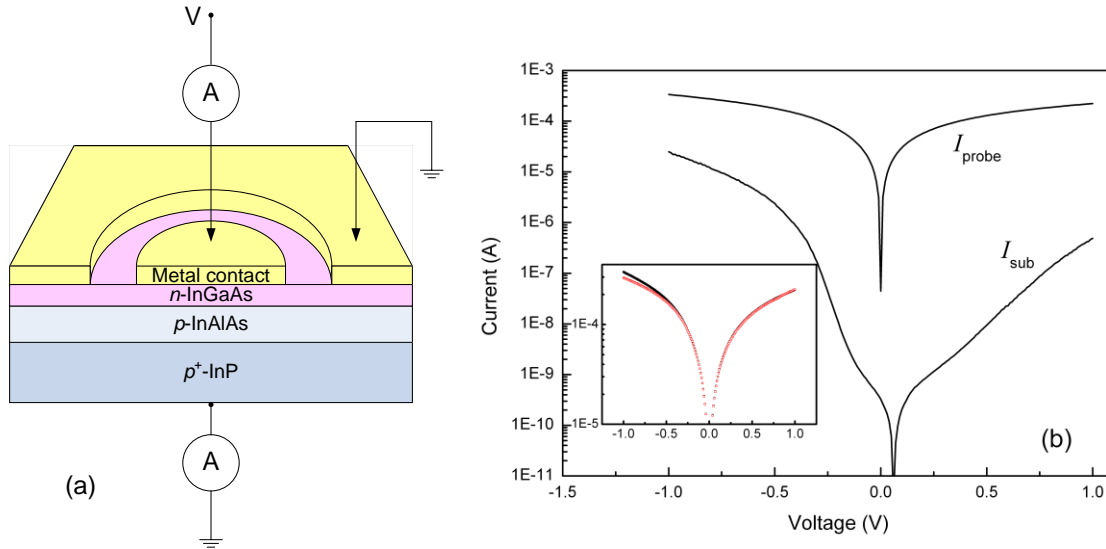 V
A
Metal contact
n-InGaAs
p-InAlAs
p+-InP
A
(a)
1E-3
1E-4
1E-5
1E-6
1E-7
1E-8
1E-9
1E-10
1E-11
Current (A)
-1.5
-1.0
-0.5
0.0
0.5
1.0
Voltage (V)
Iprobe
Isub
(b)
1E-4
1E-5
-1.0
-0.5
0.0
0.5
1.0